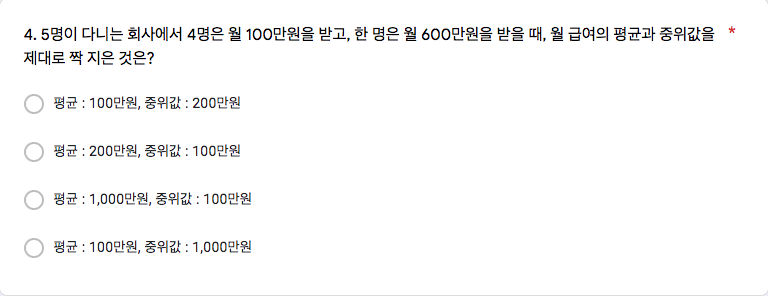 4. 5명이 다니는 회사에서 4명은 월 100만원을 받고, 한 명은 월 600만원을 받을 때, 월 급여의 평균과 중위값을 *
제대로 짝 지은 것은?
평균 : 100만원, 중위값 : 200만원
평균 : 200만원, 중위값 : 100만원
평균 : 1,000만원, 중위값 : 100만원
평균 : 100만원, 중위값 : 1,000만원